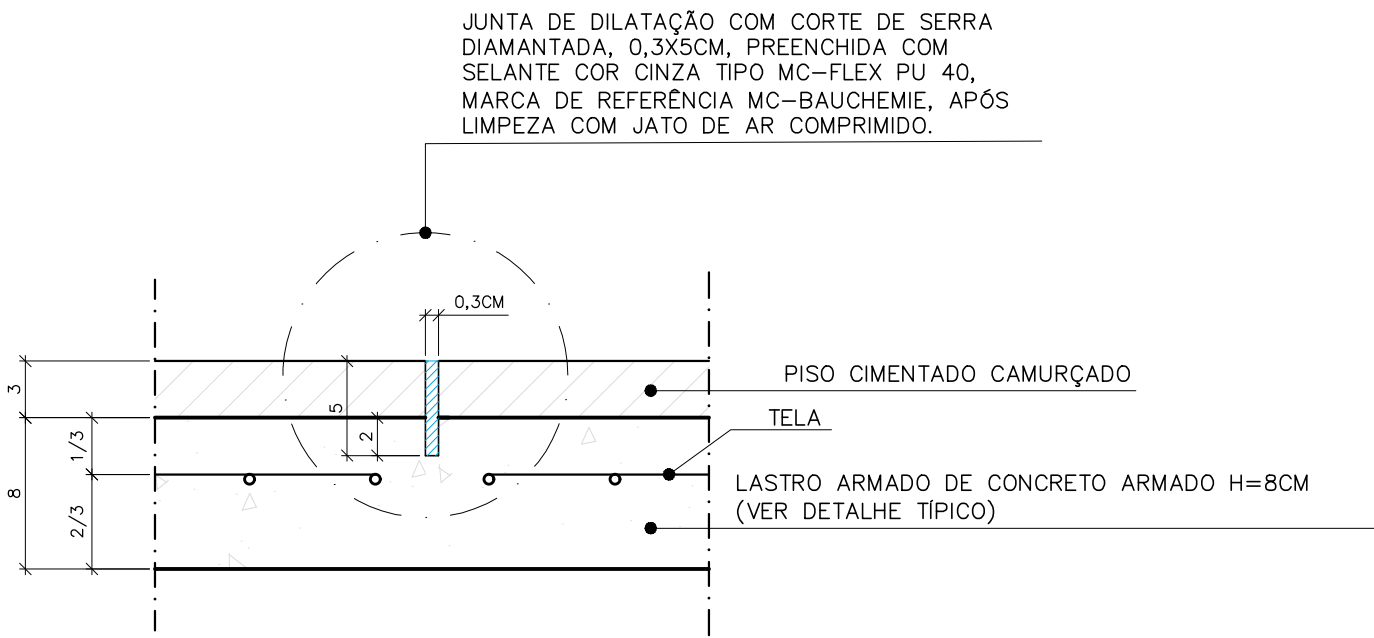 JUNTA DE DILATAÇÃO COM CORTE DE SERRA
DIAMANTADA, 0,3X5CM, PREENCHIDA COM
SELANTE COR CINZA TIPO MC-FLEX PU 40,
MARCA DE REFERÊNCIA MC-BAUCHEMIE, APÓS
LIMPEZA COM JATO DE AR COMPRIMIDO.
0,3CM
3
5
2
1/3
8
2/3
PISO CIMENTADO CAMURÇADO
TELA
LASTRO ARMADO DE CONCRETO ARMADO H=8CM
(VER DETALHE TÍPICO)